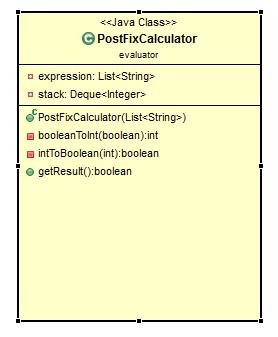 <<Java Class>>
C PostFixCalculator
evaluator
expression: List<String>
stack: Deque<Integer>
C PostFixCalculator(List<String>)
booleanToInt(boolean):int
intToBoolean(int):boolean
getResult():boolean